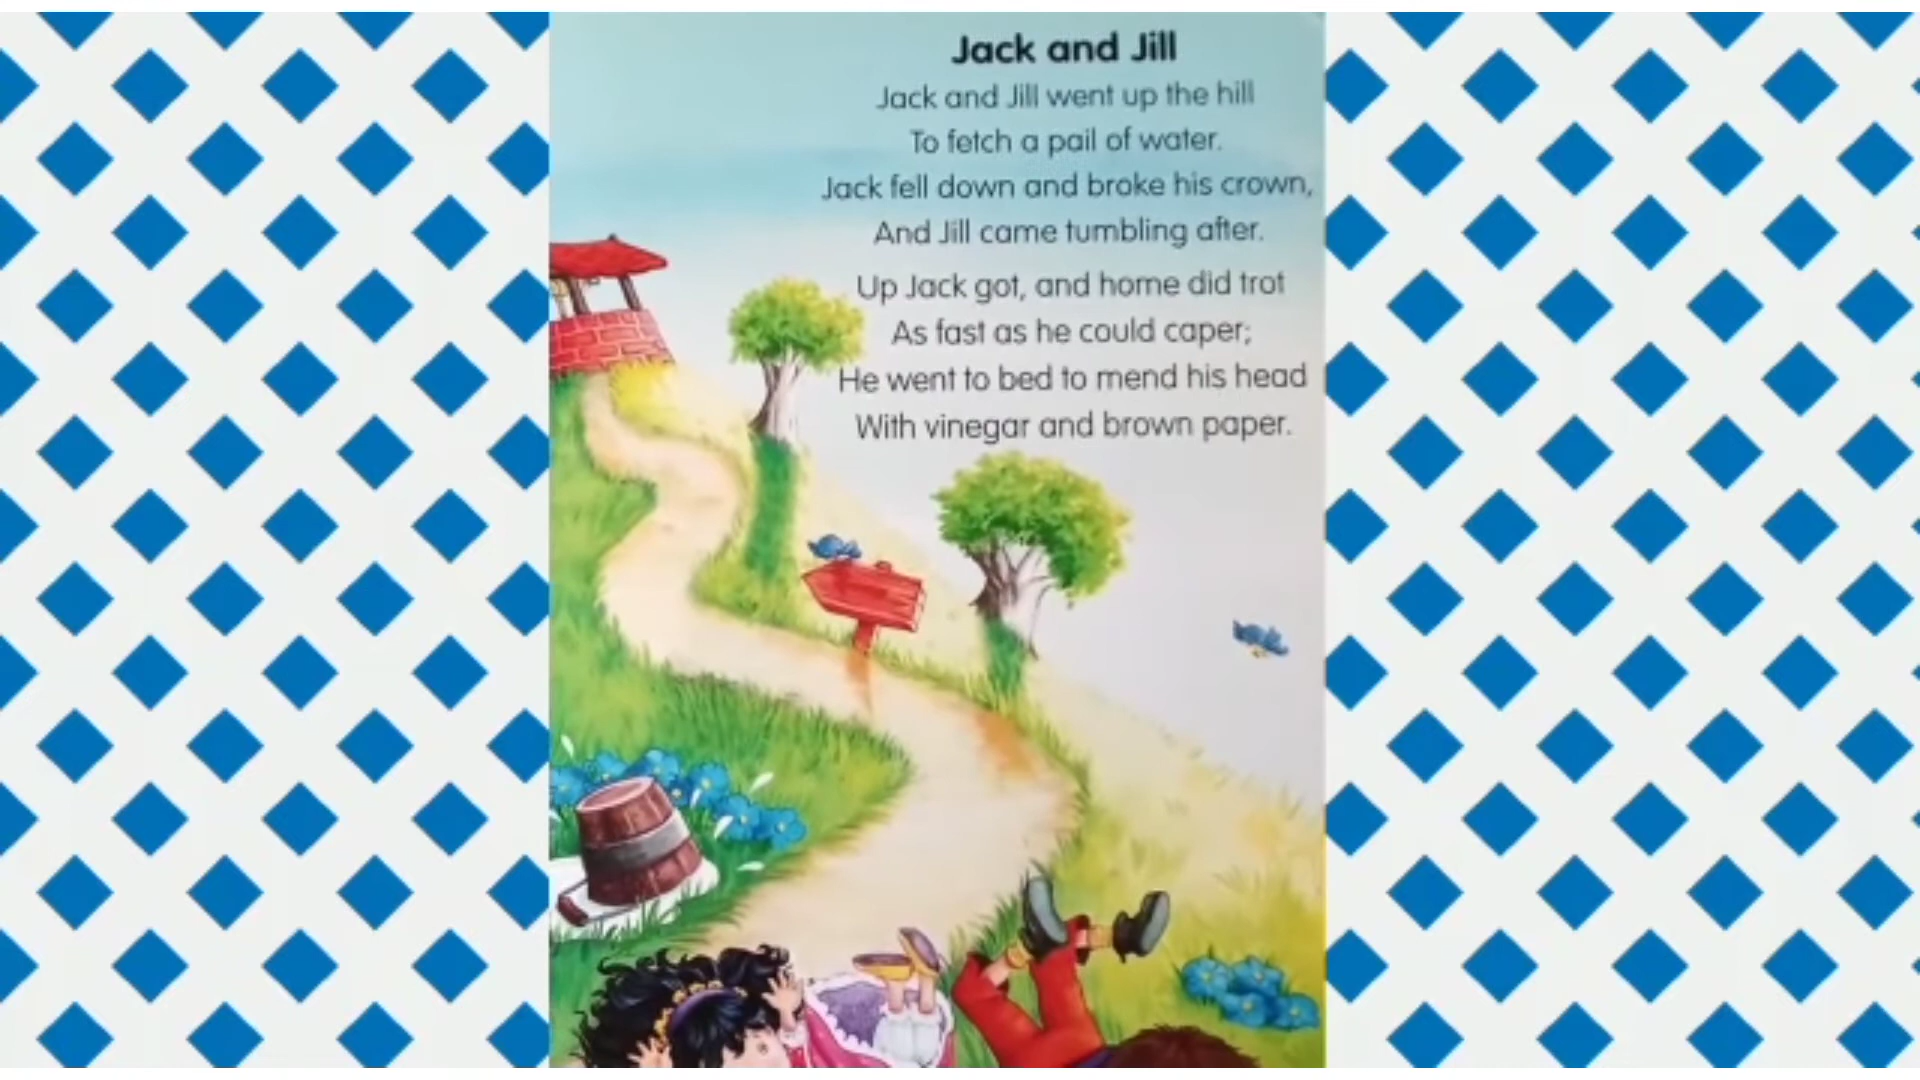 Jack and Jill
Jack and Jill went up the hill
To fetch a pail of water.
Jack fell down and broke his crown,
And Jill came tumbling after.
Up Jack got, and home did trot
As fast as he could caper;
He went to bed to mend his head
With vinegar and brown paper.